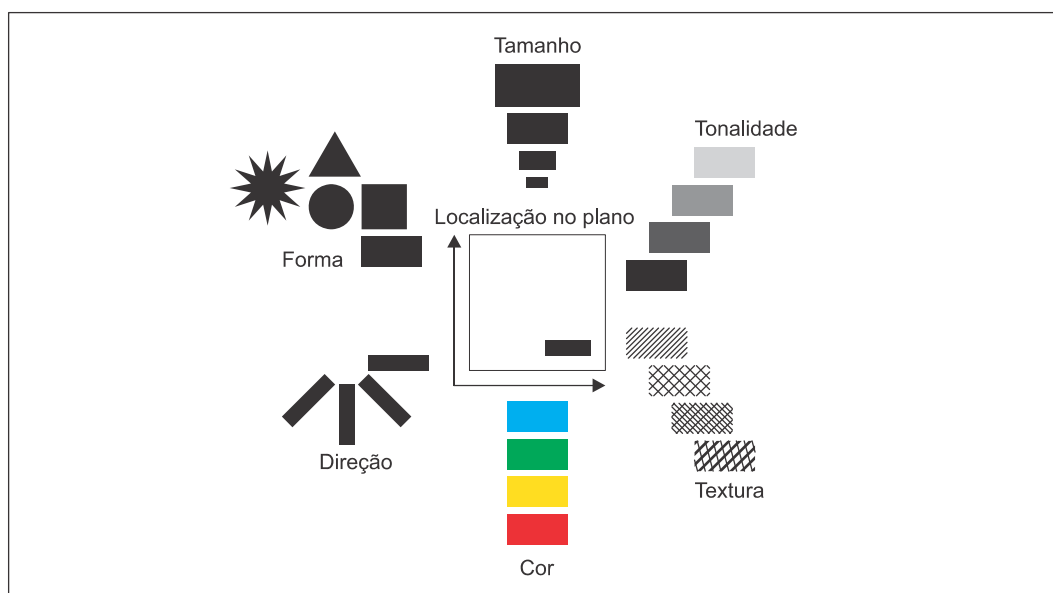 Tamanho
Tonalidade
Localização no plano
Forma
Direção
Textura
Cor